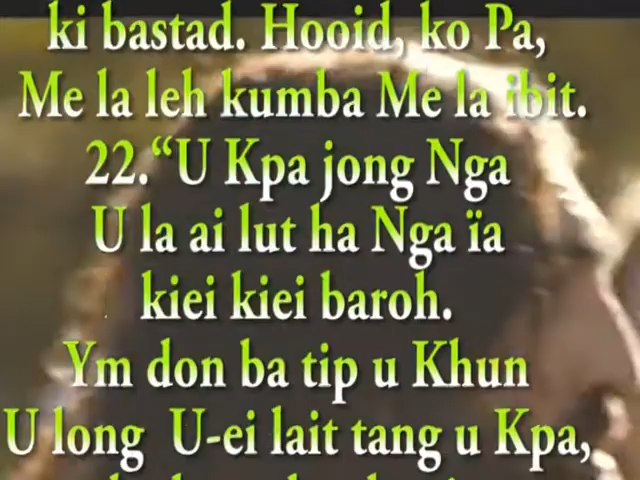 ki bastad. Hooid, ko Pa,
Me la leh kumba Me la ibit.
22.“U Kpa jong Nga
U la ai lut ha Nga ïa
kiei kiei baroh.
Ym don ba tip u Khun
U long U-ei lait tang u Kpa,